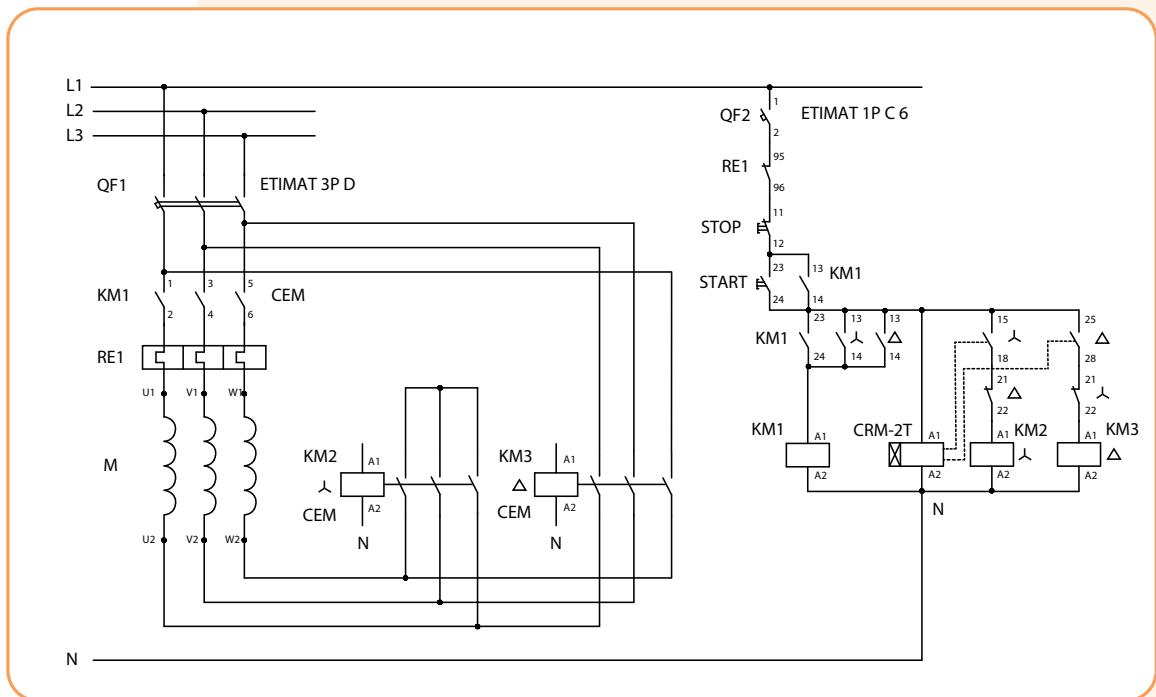 L1
L2
L3
QF1
ETIMAT 3P D
1 3 5
KM1 CEM
2 4 6
RE1
U1 V1 W1
M
U2 V2 W2
KM2 A1
A2
CEM
N
KM3 A1
A2
CEM
N
N
1
QF2 ETIMAT 1P C 6
2
95
RE1
96
11
STOP
12
23 13
START KM1
24 14
23 13 13
KM1
24 14 14
15 25
18 28
21 21
22 22
KM1 A1
A2
CRM-2T A1
A2
A1 KM2
A2
A1 KM3
A2
N